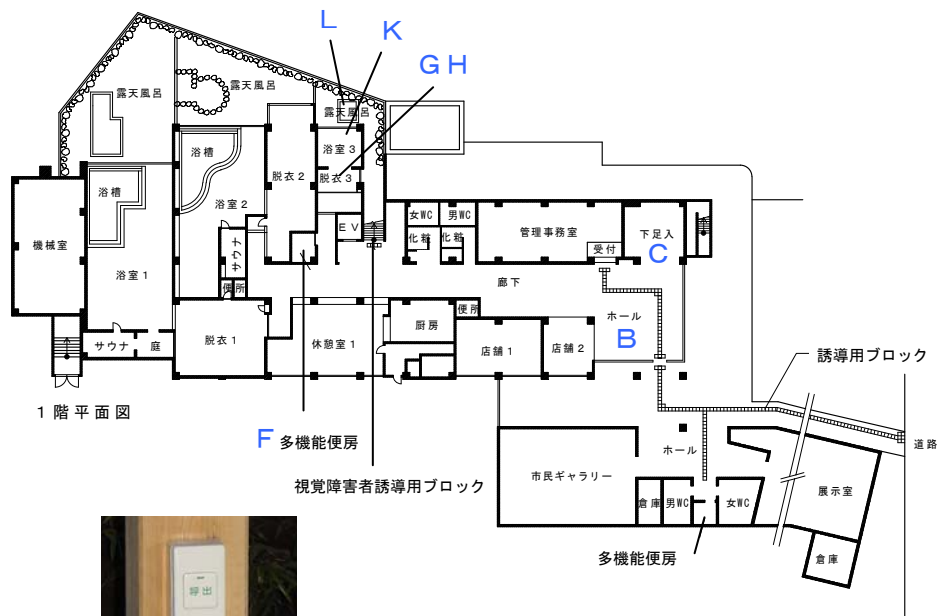 L
K
G H
露天風呂
露天風呂
露天風呂
浴槽
浴室3
脱衣2
脱衣3
浴槽
浴室2
女WC
男WC
管理事務室
下足入
C
機械室
EV
化粧
化粧
受付
サウナ
浴室1
廊下
便所
ホール
B
厨房
便所
脱衣1
休憩室1
店舗1
店舗2
サウナ
庭
誘導用ブロック
1階平面図
F 多機能便房
道路
ホール
視覚障害者誘導用ブロック
市民ギャラリー
展示室
倉庫
男WC
女WC
多機能便房
倉庫
呼出